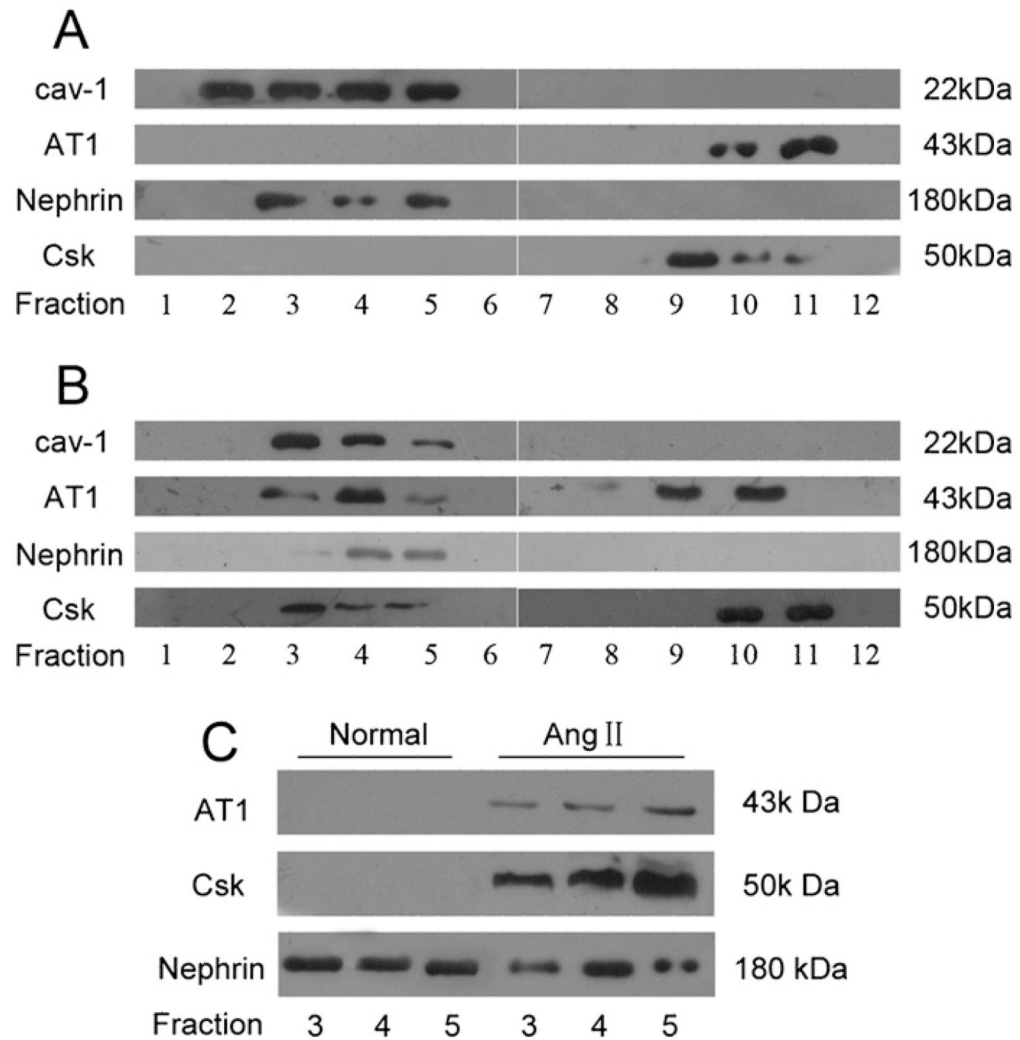 A
cav-1 22kDa
AT1 43kDa
Nephrin 180kDa
Csk 50kDa
Fraction 1 2 3 4 5 6 7 8 9 10 11 12
B
cav-1 22kDa
AT1 43kDa
Nephrin 180kDa
Csk 50kDa
Fraction 1 2 3 4 5 6 7 8 9 10 11 12
C Normal Ang Ⅱ
AT1 43k Da
Csk 50k Da
Nephrin 180 kDa
Fraction 3 4 5 3 4 5